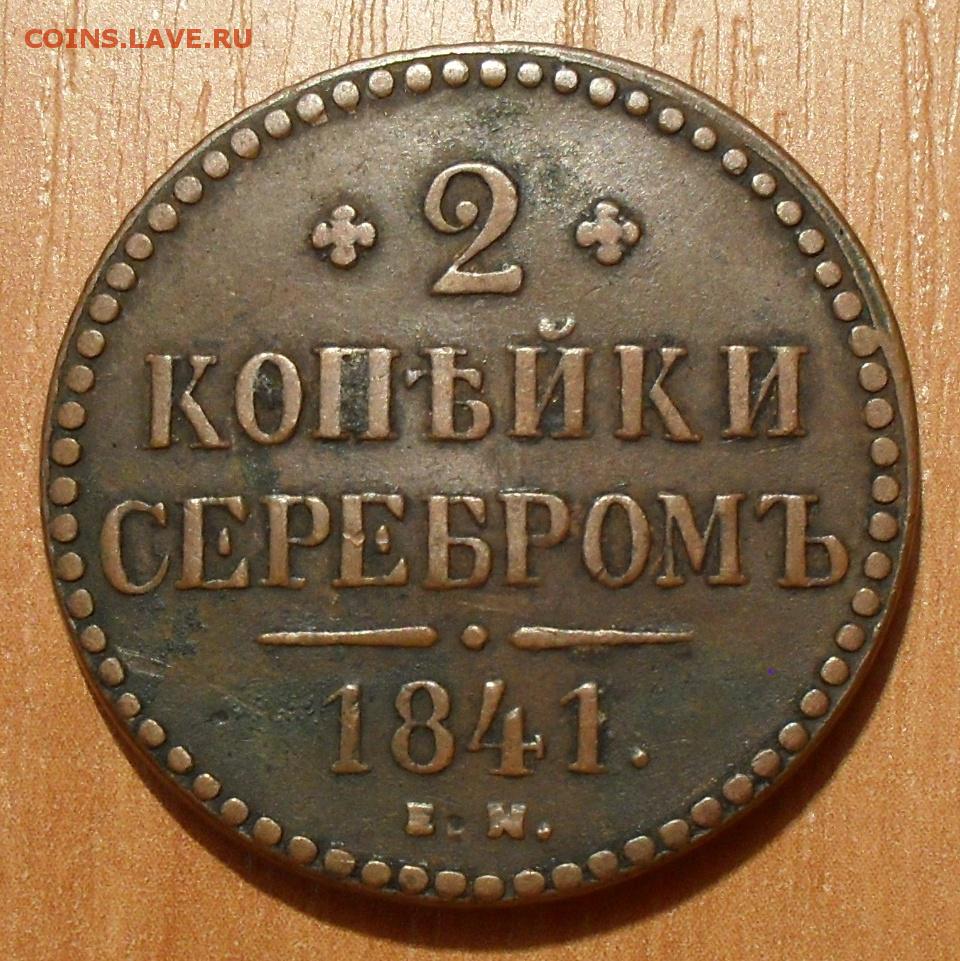 COINS.LAVE.RU
2
КОПѢЙКИ
СЕРЕБРОМЪ
1841.
Е. М.